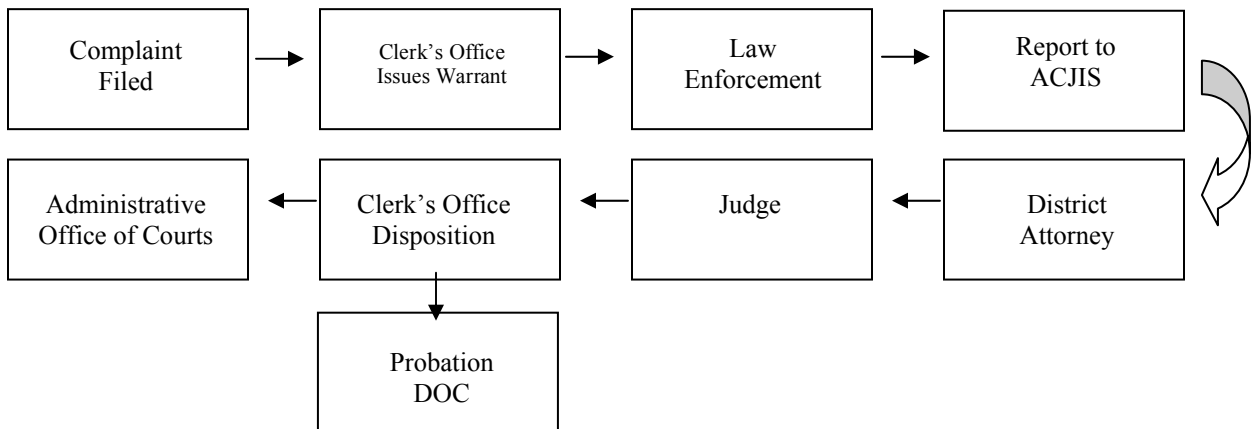 Complaint
Filed
Clerk’s Office
Issues Warrant
Law
Enforcement
Report to
ACJIS
Administrative
Office of Courts
Clerk’s Office
Disposition
Judge
District
Attorney
Probation
DOC